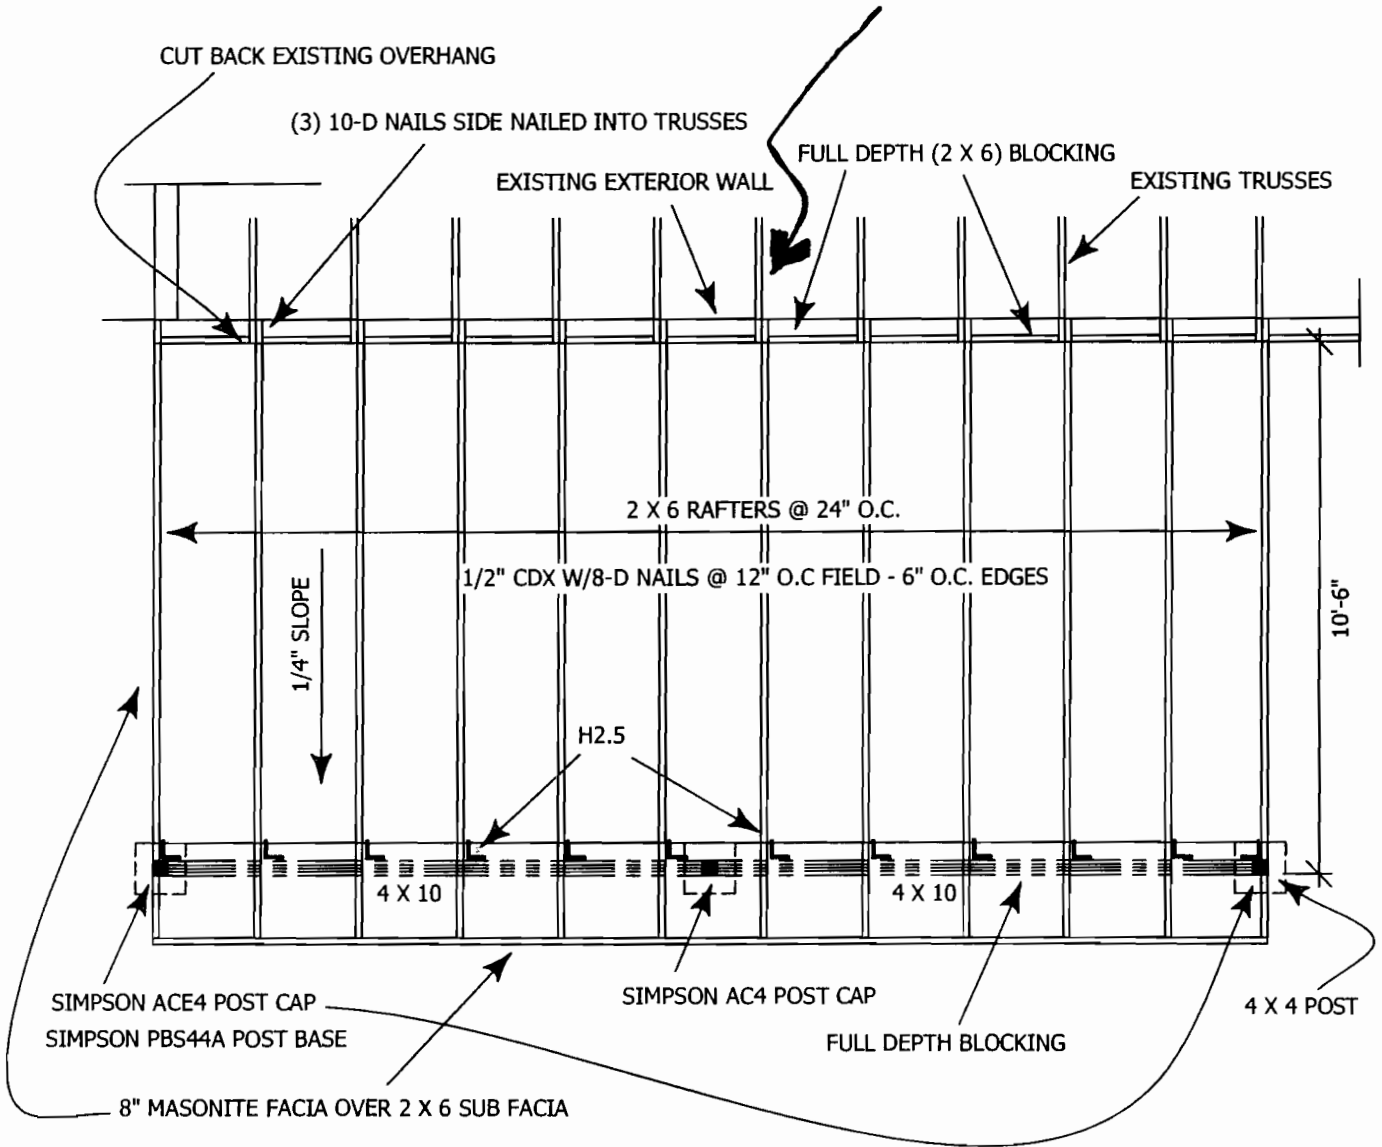 CUT BACK EXISTING OVERHANG
(3) 10-D NAILS SIDE NAILED INTO TRUSSES
FULL DEPTH (2 X 6) BLOCKING
EXISTING EXTERIOR WALL
EXISTING TRUSSES
2 X 6 RAFTERS @ 24" O.C.
1/2" CDX W/8-D NAILS @ 12" O.C FIELD - 6" O.C. EDGES
1/4" SLOPE
10'-6"
H2.5
4 X 10
4 X 10
SIMPSON ACE4 POST CAP
SIMPSON PBS44A POST BASE
SIMPSON AC4 POST CAP
4 X 4 POST
FULL DEPTH BLOCKING
8" MASONITE FACIA OVER 2 X 6 SUB FACIA